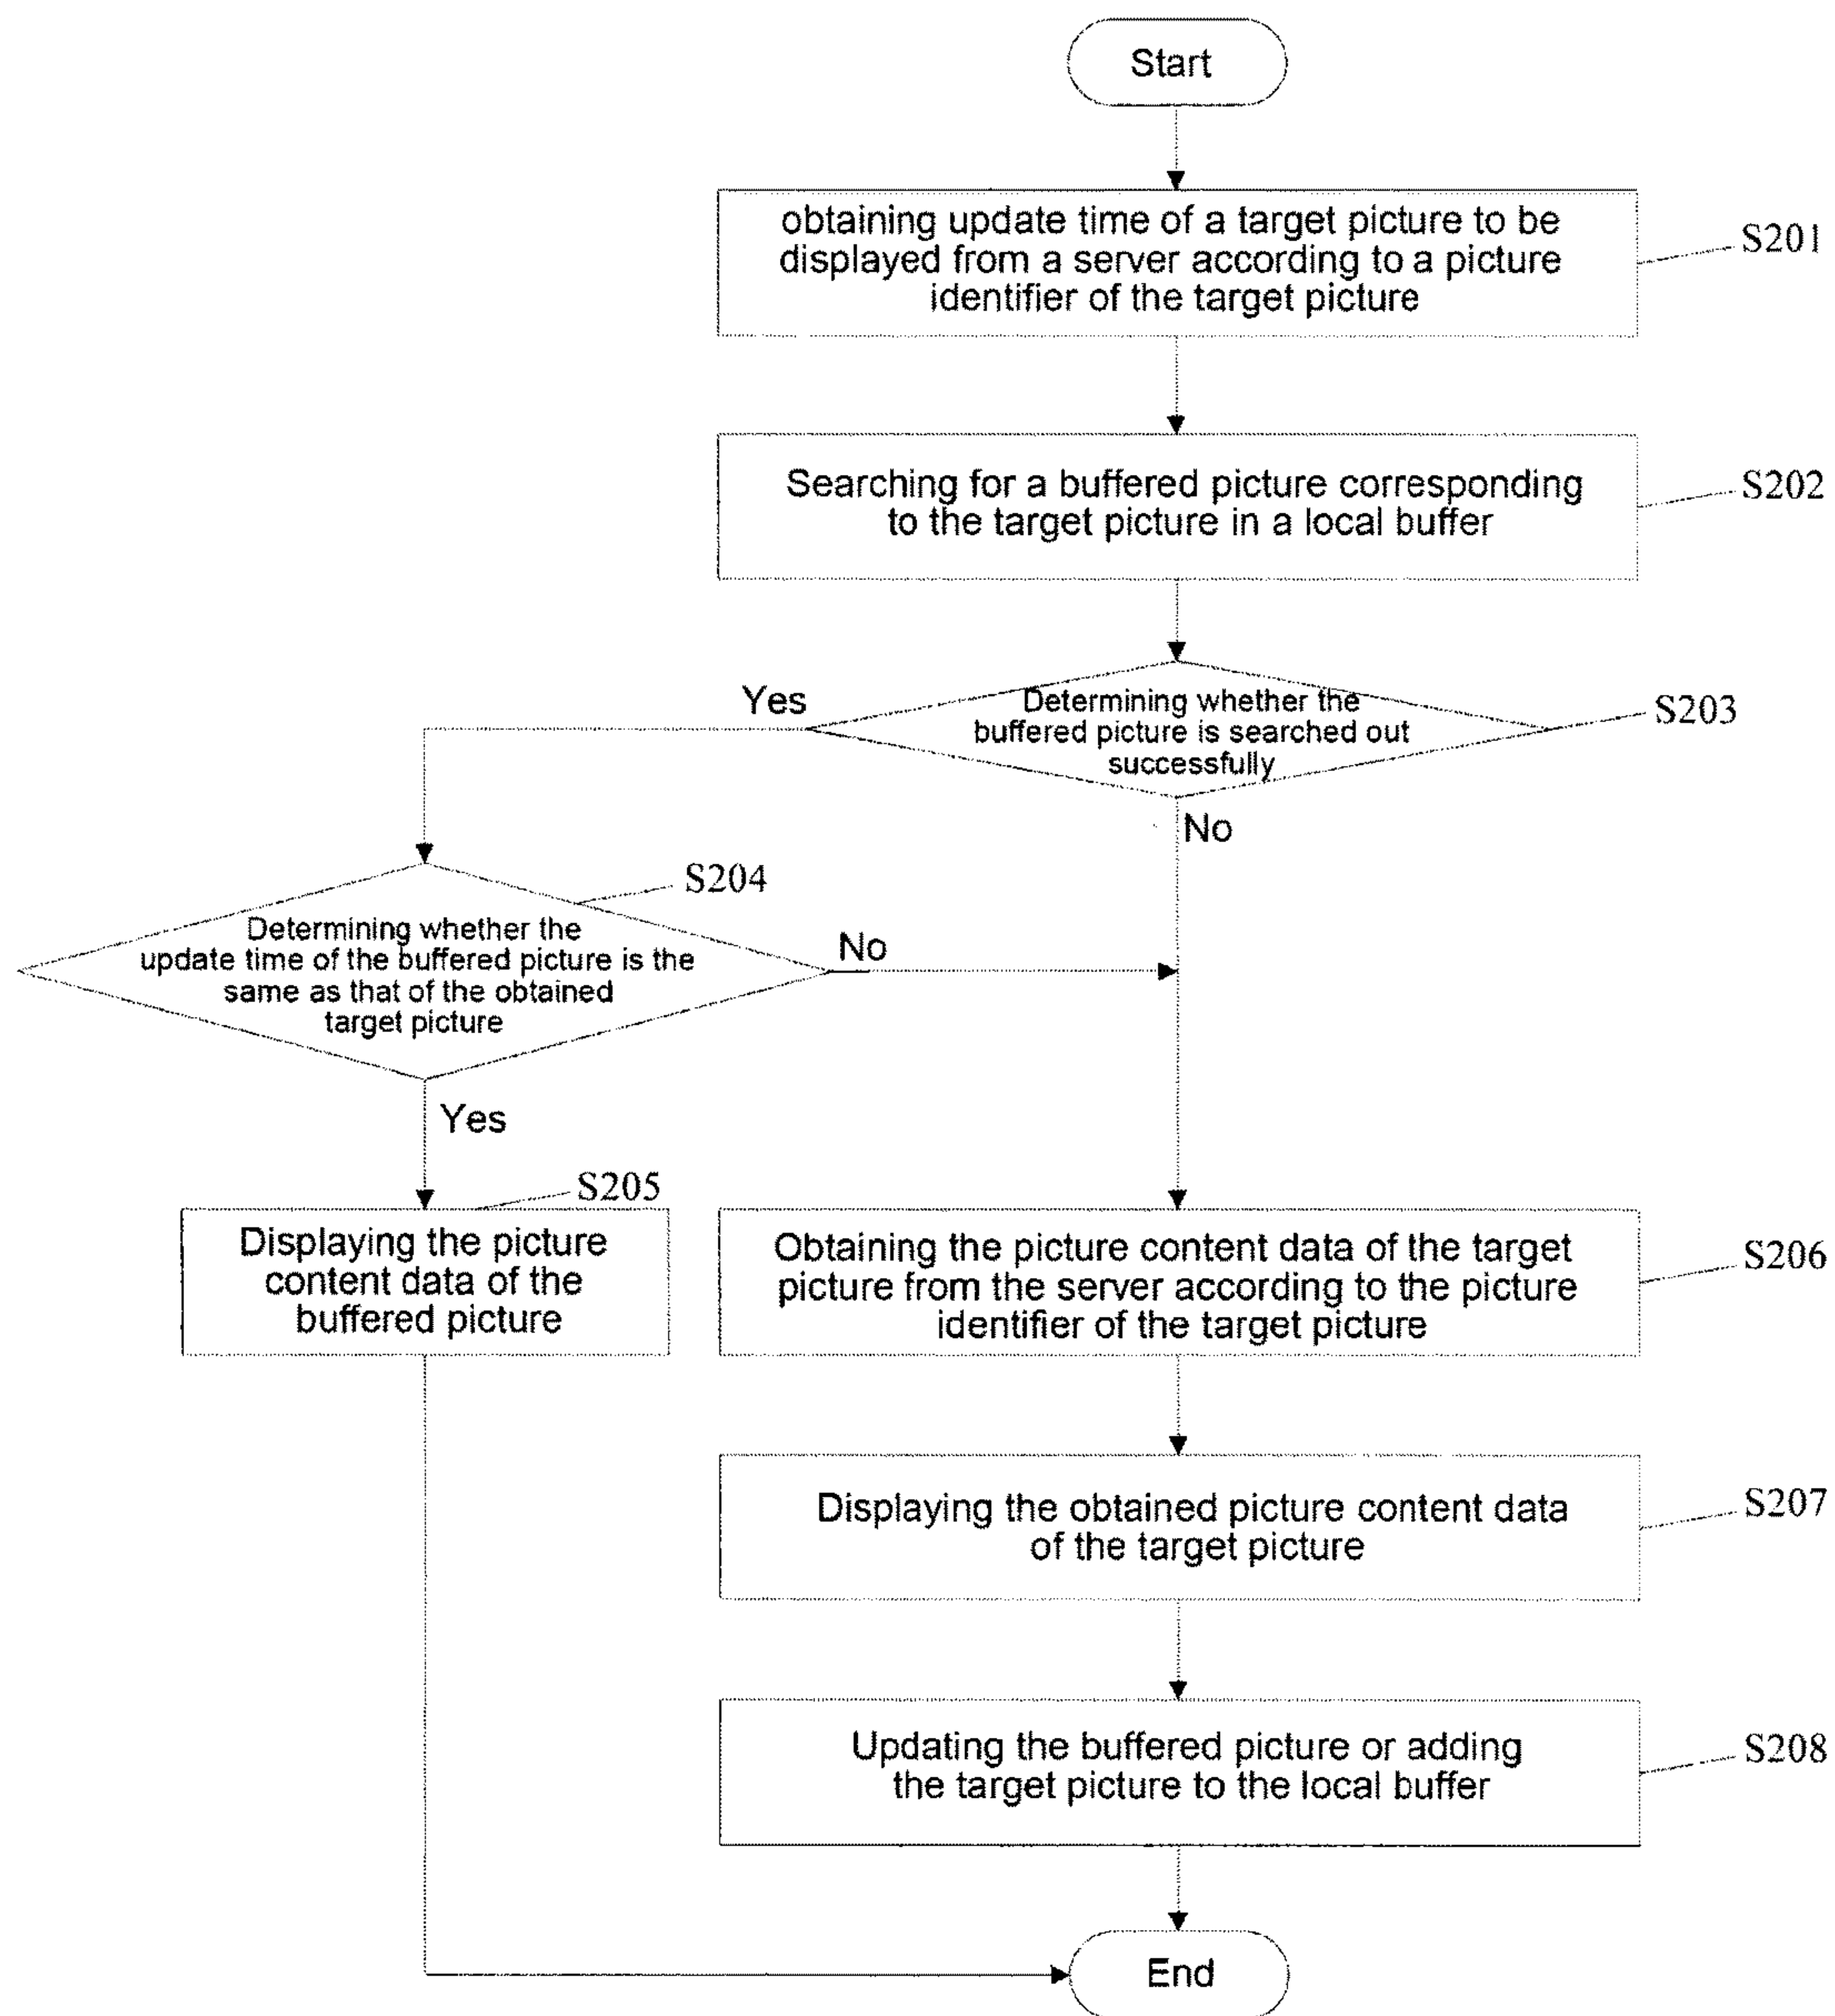 Start
obtaining update time of a target picture to be
displayed from a server according to a picture
identifier of the target picture
S201
Searching for a buffered picture corresponding
to the target picture in a local buffer
S202
Yes
Determining whether the
buffered picture is searched out
successfully
S203
No
S204
Determining whether the
update time of the buffered picture is the
same as that of the obtained
target picture
No
Yes
S205
Displaying the picture
content data of the
buffered picture
Obtaining the picture content data of the target
picture from the server according to the picture
identifier of the target picture
S206
Displaying the obtained picture content data
of the target picture
S207
Updating the buffered picture or adding
the target picture to the local buffer
S208
End